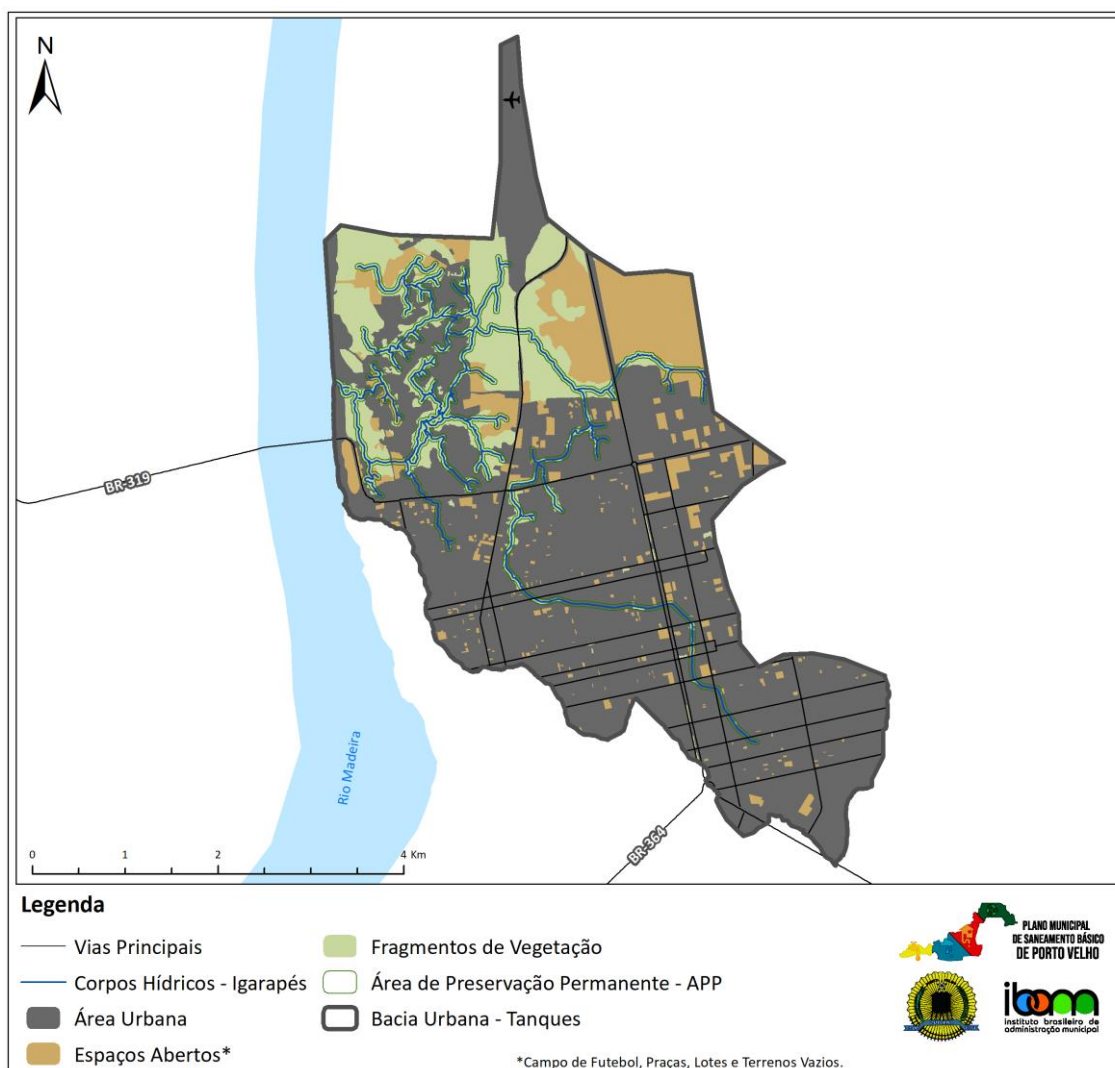 N
BR-319
Rio Madeira
BR-364
0 1 2 4 Km
Legenda
Vias Principais
Corpos Hídricos - Igarapés
Área Urbana
Espaços Abertos*
Fragmentos de Vegetação
Área de Preservação Permanente - APP
Bacia Urbana - Tanques
*Campo de Futebol, Praças, Lotes e Terrenos Vazios.
PLANO MUNICIPAL
DE SANEAMENTO BÁSICO
DE PORTO VELHO
ibam
instituto brasileiro de
administração municipal